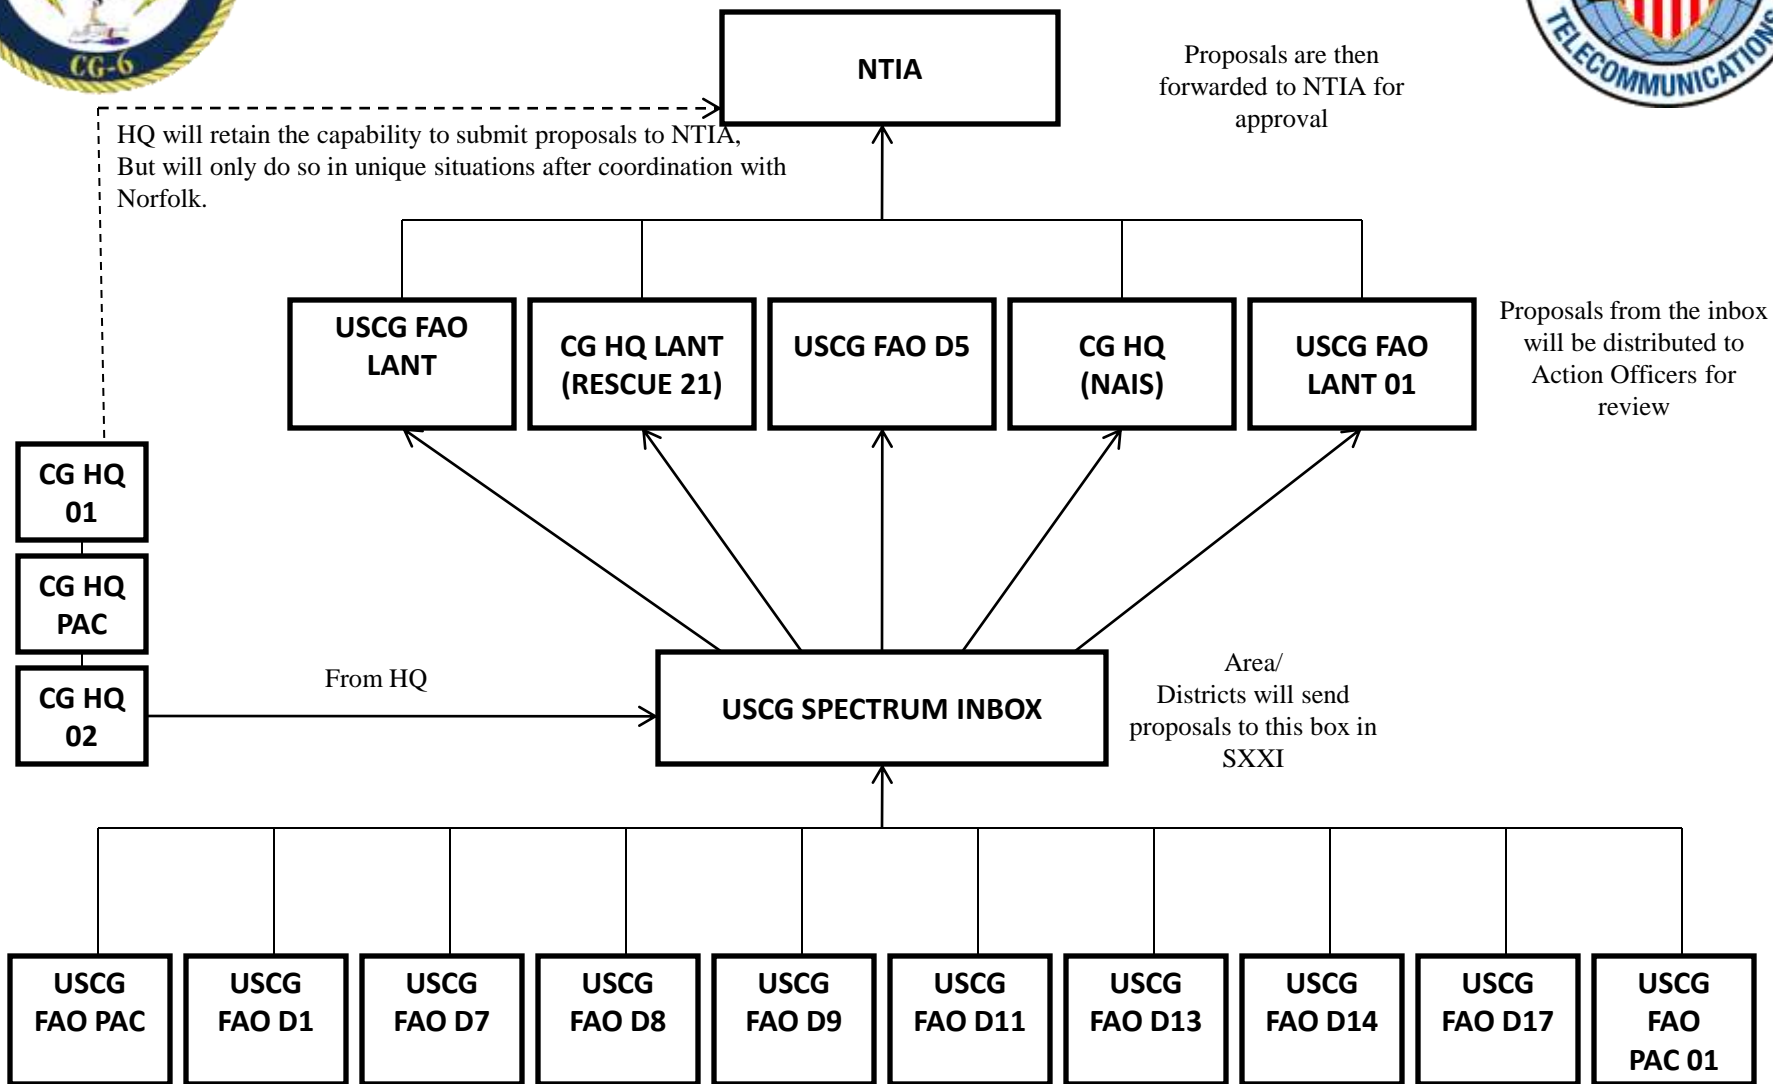 CG-6
TELECOMMUNICATIONS
NTIA
Proposals are then
forwarded to NTIA for
approval
HQ will retain the capability to submit proposals to NTIA,
But will only do so in unique situations after coordination with
Norfolk.
USCG FAO
LANT
CG HQ LANT
(RESCUE 21)
USCG FAO D5
CG HQ
(NAIS)
USCG FAO
LANT 01
Proposals from the inbox
will be distributed to
Action Officers for
review
CG HQ
01
CG HQ
PAC
CG HQ
02
From HQ
USCG SPECTRUM INBOX
Area/
Districts will send
proposals to this box in
SXXI
USCG
FAO PAC
USCG
FAO D1
USCG
FAO D7
USCG
FAO D8
USCG
FAO D9
USCG
FAO D11
USCG
FAO D13
USCG
FAO D14
USCG
FAO D17
USCG
FAO
PAC 01